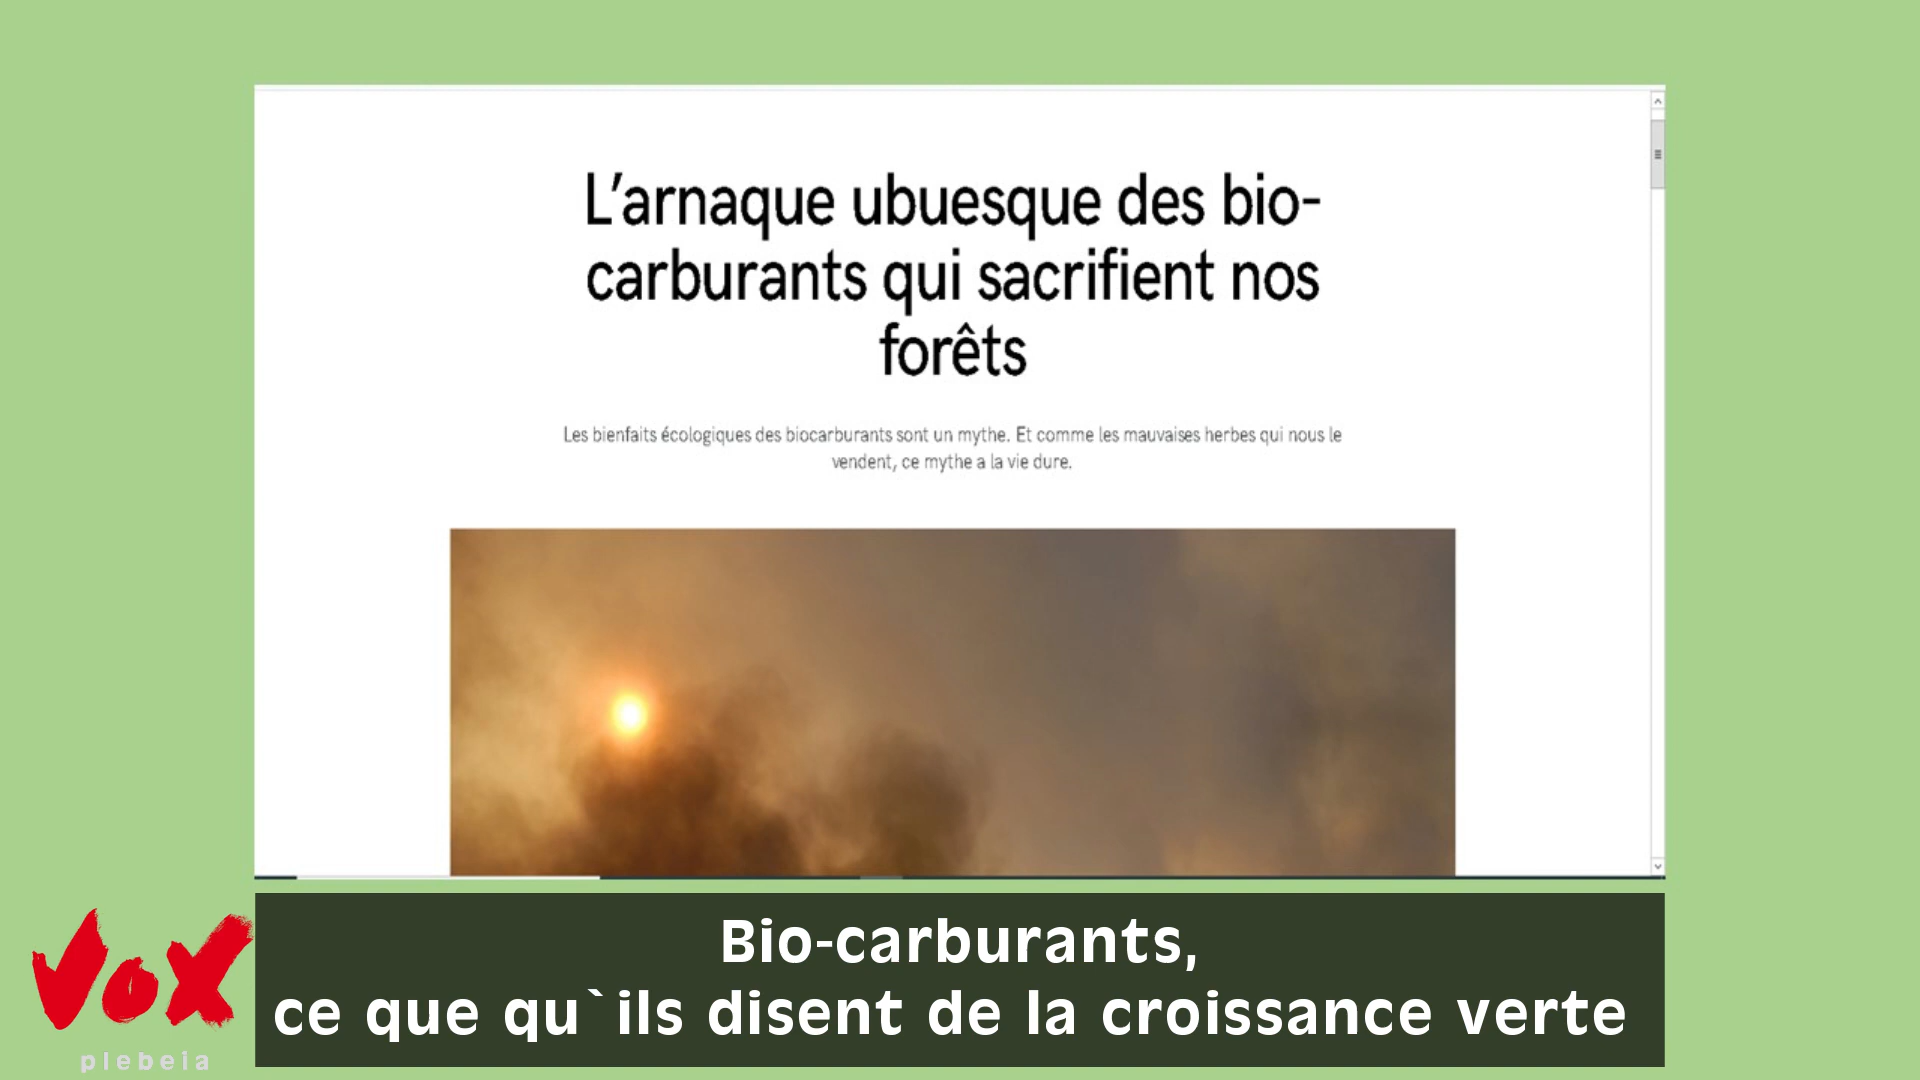 L’arnaque ubuesque des bio-
carburants qui sacrifient nos
forêts
Les bienfaits écologiques des biocarburants sont un mythe. Et comme les mauvaises herbes qui nous le
vendent, ce mythe a la vie dure.
Bio-carburants,
ce que qu`ils disent de la croissance verte
VoX
plebeia